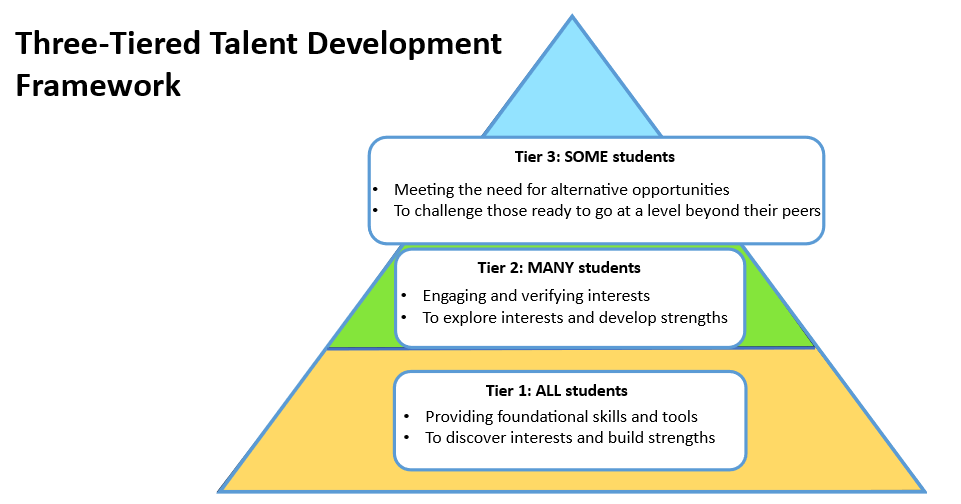 Three-Tiered Talent Development
Framework
Tier 3: SOME students
• Meeting the need for alternative opportunities
• To challenge those ready to go at a level beyond their peers
Tier 2: MANY students
• Engaging and verifying interests
• To explore interests and develop strengths
Tier 1: ALL students
• Providing foundational skills and tools
• To discover interests and build strengths